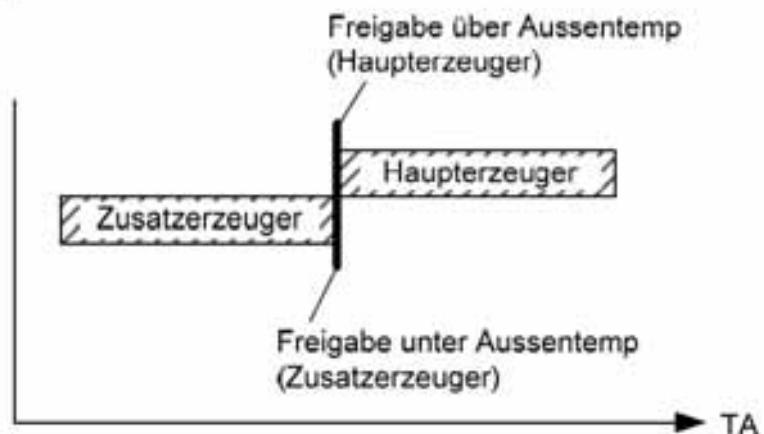 Freigabe über Aussentemp
(Haupterzeuger)
Haupterzeuger
Zusatzerzeuger
Freigabe unter Aussentemp
(Zusatzerzeuger)
TA